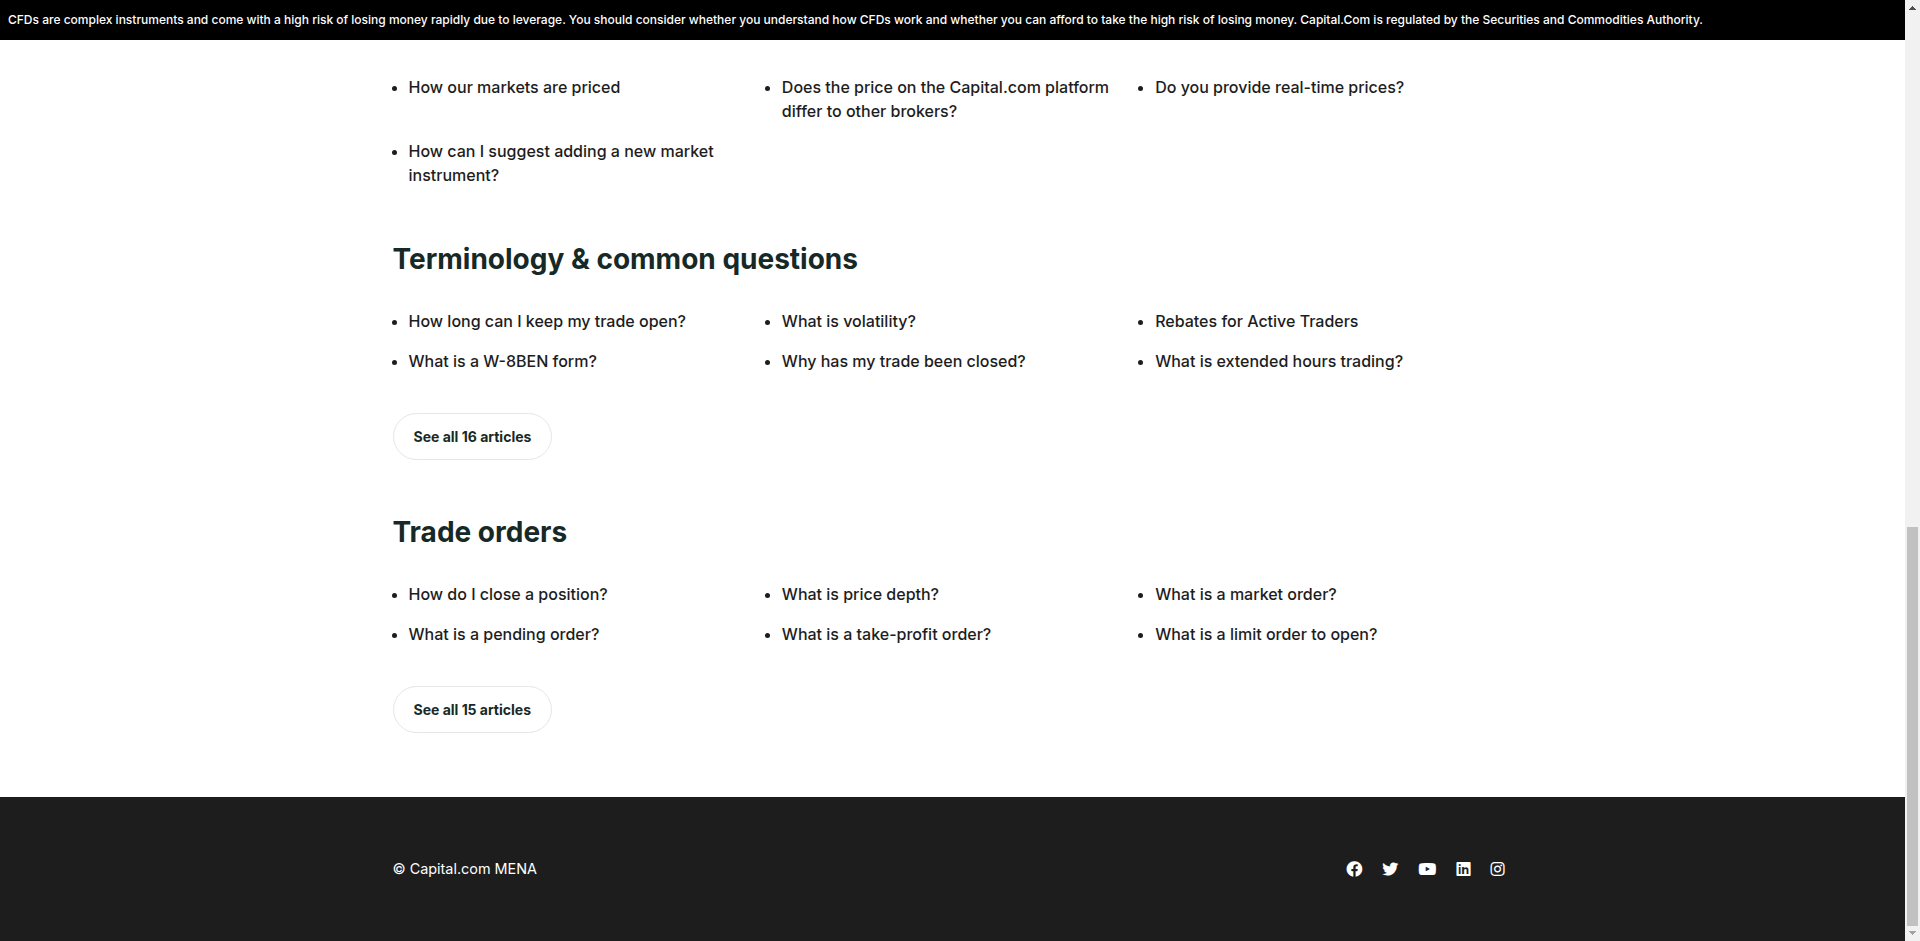 CFDs are complex instruments and come with a high risk of losing money rapidly due to leverage. You should consider whether you understand how CFDs work and whether you can afford to take the high risk of losing money. Capital.Com is regulated by the Securities and Commodities Authority.
How our markets are priced
Does the price on the Capital.com platform
differ to other brokers?
Do you provide real-time prices?
How can I suggest adding a new market
instrument?
Terminology & common questions
How long can I keep my trade open?
What is volatility?
Rebates for Active Traders
What is a W-8BEN form?
Why has my trade been closed?
What is extended hours trading?
See all 16 articles
Trade orders
How do I close a position?
What is price depth?
What is a market order?
What is a pending order?
What is a take-profit order?
What is a limit order to open?
See all 15 articles
© Capital.com MENA